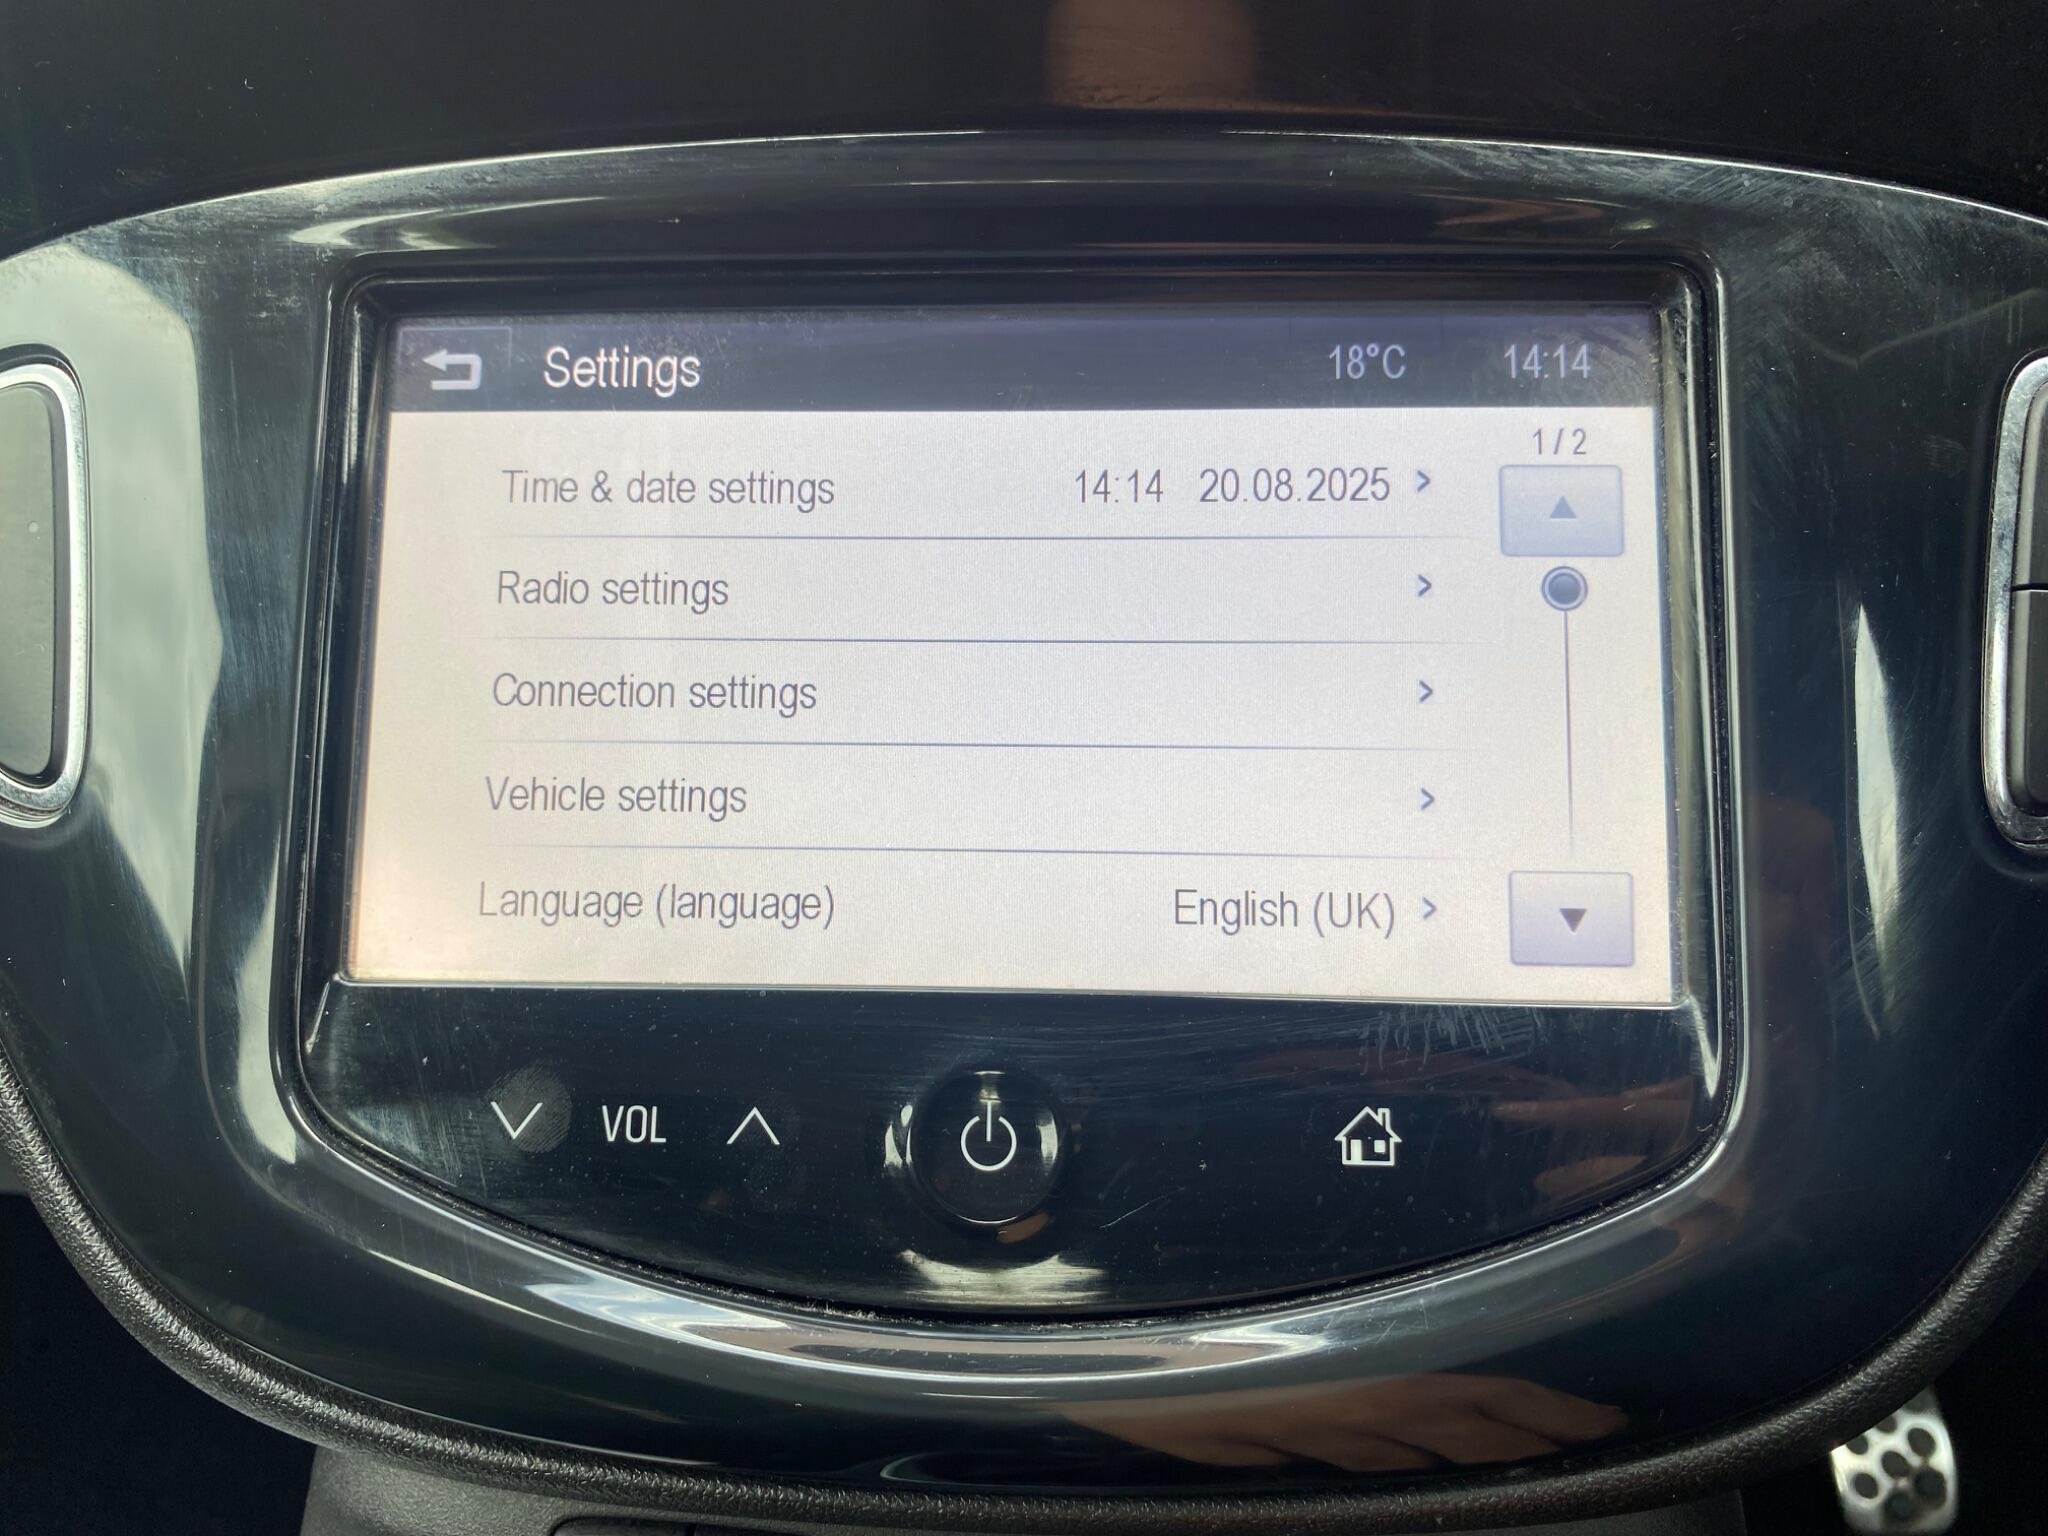 Settings 18°C 14:14
1/2
Time & date settings 14:14 20.08.2025 >
Radio settings >
Connection settings >
Vehicle settings >
Language (language) English (UK) >
VOL